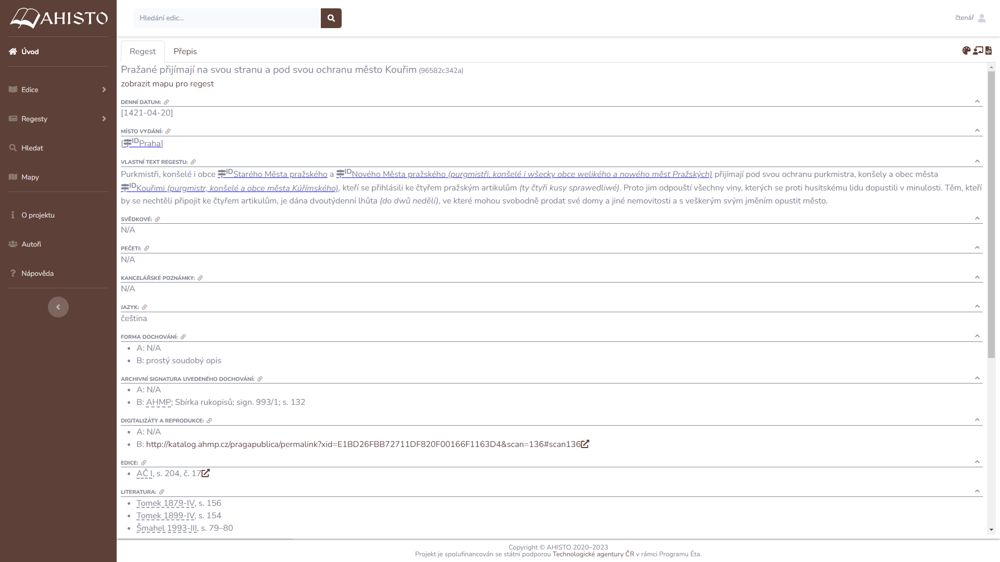 AHISTO
Hledání edic...
čtenář
Úvod
Edice
Regesty
Hledat
Mapy
O projektu
Autoři
Nápověda
Regest
Přepis
Pražané přijímají na svou stranu a pod svou ochranu město Kouřim (96582c342a)
zobrazit mapu pro regest
DENNÍ DATUM:
[1421-04-20]
MÍSTO VYDÁNÍ:
[IDPraha]
VLASTNÍ TEXT REGESTU:
Purkmistři, konšelé i obce IDStarého Města pražského a IDNového Města pražského (purgmistři, konšelé i wšecky obce welikého a nového měst Pražských) přijímají pod svou ochranu purkmistra, konšely a obec města
IDKouřimi (purgmistr, konšelé a obce města Kúřímského), kteří se přihlásili ke čtyřem pražským artikulům (ty čtyři kusy sprawedliwé). Proto jim odpouští všechny viny, kterých se proti husitskému lidu dopustili v minulosti. Těm, kteří
by se nechtěli připojit ke čtyřem artikulům, je dána dvoutýdenní lhůta (do dwů nedělí), ve které mohou svobodně prodat své domy a jiné nemovitosti a s veškerým svým jměním opustit město.
SVĚDKOVÉ:
N/A
PEČETI:
N/A
KANCELÁŘSKÉ POZNÁMKY:
N/A
JAZYK:
čeština
FORMA DOCHOVÁNÍ:
• A: N/A
• B: prostý soudobý opis
ARCHIVNÍ SIGNATURA UVEDENÉHO DOCHOVÁNÍ:
• A: N/A
• B: AHMP; Sbírka rukopisů; sign. 993/1; s. 132
DIGITALIZÁTY A REPRODUKCE:
• A: N/A
• B: http://katalog.ahmp.cz/pragapublica/permalink?xid=E1BD26FBB72711DF820F00166F1163D4&scan=136#scan136
EDICE:
• AČ I, s. 204, č. 17
LITERATURA:
• Tomek 1879-IV, s. 156
• Tomek 1899-IV, s. 154
• Šmahel 1993-III, s. 79–80
Copyright © AHISTO 2020–2023
Projekt je spolufinancován se státní podporou Technologické agentury ČR v rámci Programu Éta.